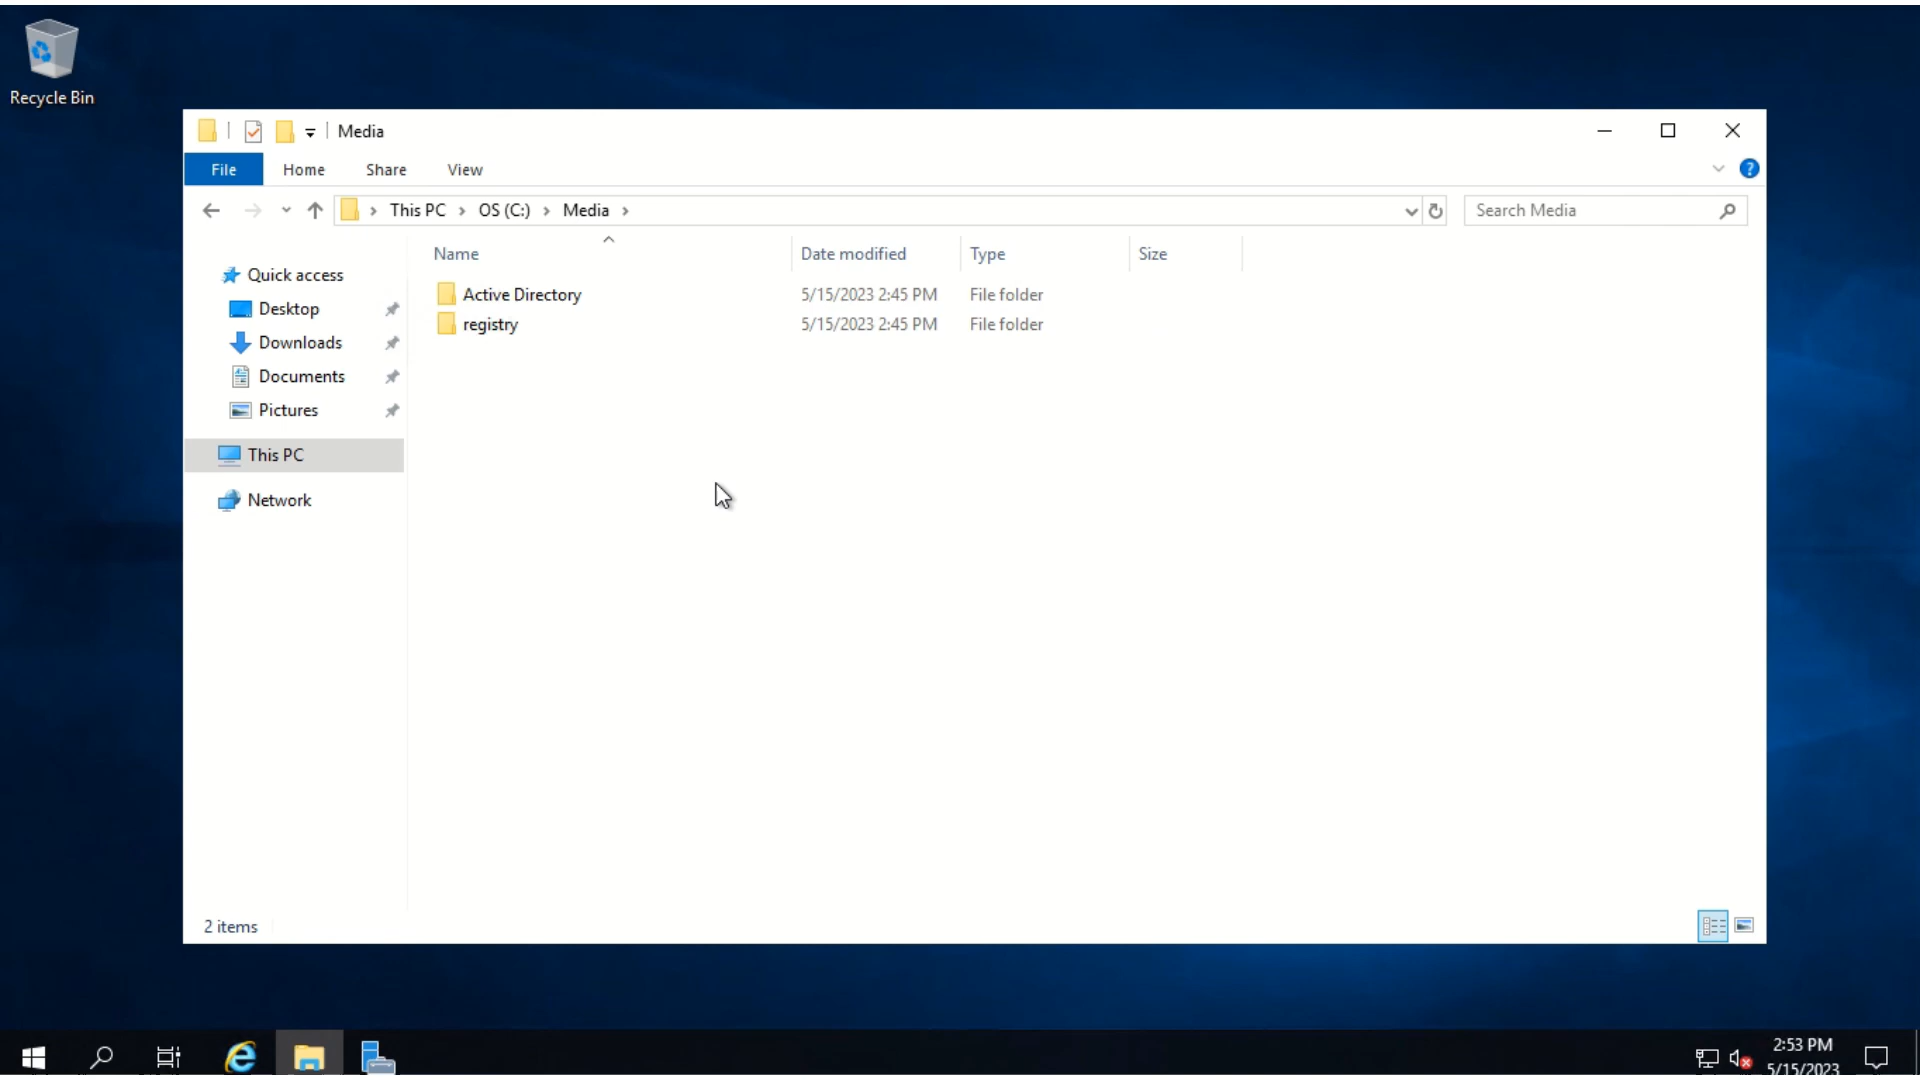 Recycle Bin
Media
File Home Share View
This PC OS (C:) Media
Search Media
Name Date modified Type Size
Quick access
Desktop
Downloads
Documents
Pictures
This PC
Network
Active Directory 5/15/2023 2:45 PM File folder
registry 5/15/2023 2:45 PM File folder
2 items
2:53 PM
5/15/2023